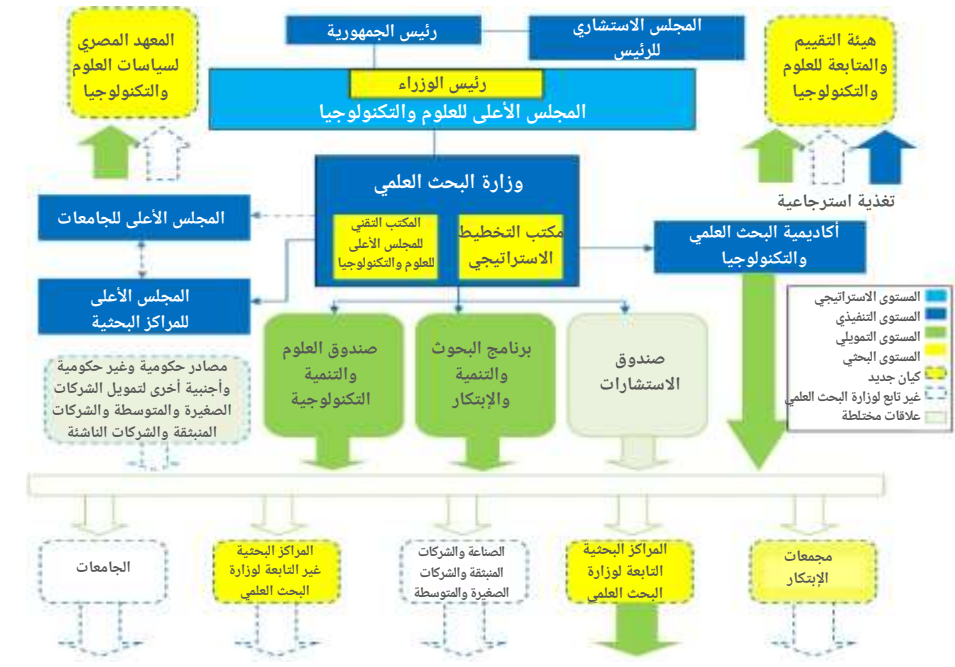 المجلس الاستشاري
للرئيس
رئيس الجمهورية
هيئة التقييم
والمتابعة للعلوم
والتكنولوجيا
المعهد المصري
لسياسات العلوم
والتكنولوجيا
رئيس الوزراء
المجلس الأعلى للعلوم والتكنولوجيا
وزارة البحث العلمي
مكتب التخطيط
الاستراتيجي
المكتب التقني
للمجلس الأعلى
للعلوم والتكنولوجيا
تغذية استرجاعية
أكاديمية البحث العلمي
والتكنولوجيا
المجلس الأعلى للجامعات
المجلس الأعلى
للمراكز البحثية
المستوى الاستراتيجي
المستوى التنفيذي
المستوى التمويلي
المستوى البحثي
كيان جديد
غير تابع لوزارة البحث العلمي
علاقات مختلطة
صندوق
الاستشارات
برنامج البحوث
والتنمية
والإبتكار
صندوق العلوم
والتنمية
التكنولوجية
مصادر حكومية وغير حكومية
وأجنبية أخرى لتمويل الشركات
الصغيرة والمتوسطة والشركات
المنبثقة والشركات الناشئة
مجمعات
الإبتكار
المراكز البحثية
التابعة لوزارة
البحث العلمي
الصناعة والشركات
المنبثقة والشركات
الصغيرة والمتوسطة
المراكز البحثية
غير التابعة لوزارة
البحث العلمي
الجامعات